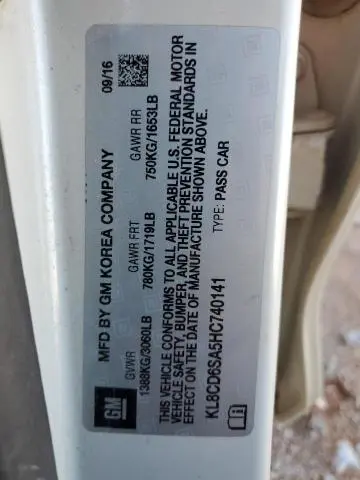 MFD BY GM KOREA COMPANY 09/16
GVWR GAWR FRT GAWR RR
1388KG/3060LB 780KG/1719LB 750KG/1653LB
THIS VEHICLE CONFORMS TO ALL APPLICABLE U.S. FEDERAL MOTOR
VEHICLE SAFETY, BUMPER, AND THEFT PREVENTION STANDARDS IN
EFFECT ON THE DATE OF MANUFACTURE SHOWN ABOVE.
KL8CD6SA5HC740141 TYPE: PASS CAR
GM